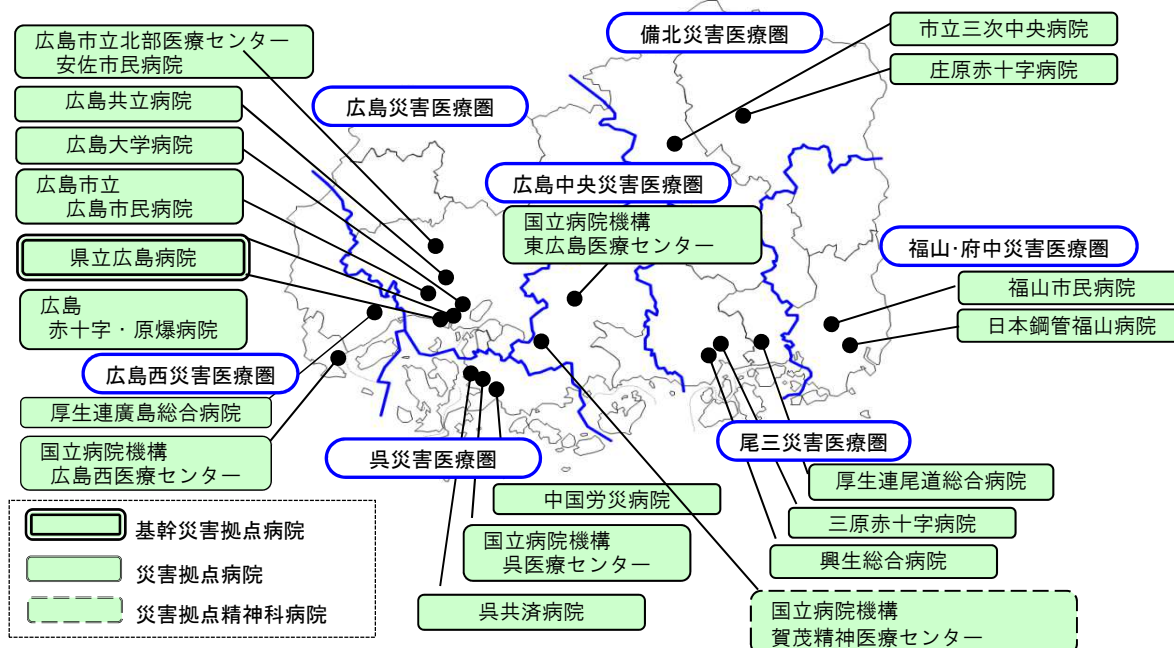 備北災害医療圏
市立三次中央病院
庄原赤十字病院
広島市立北部医療センター
安佐市民病院
広島共立病院
広島災害医療圏
広島大学病院
広島市立
広島市民病院
広島中央災害医療圏
国立病院機構
東広島医療センター
県立広島病院
福山・府中災害医療圏
福山市民病院
広島
赤十字・原爆病院
日本鋼管福山病院
広島西災害医療圏
厚生連廣島総合病院
国立病院機構
広島西医療センター
呉災害医療圏
尾三災害医療圏
厚生連尾道総合病院
中国労災病院
三原赤十字病院
国立病院機構
呉医療センター
興生総合病院
呉共済病院
国立病院機構
賀茂精神医療センター
基幹災害拠点病院
災害拠点病院
災害拠点精神科病院